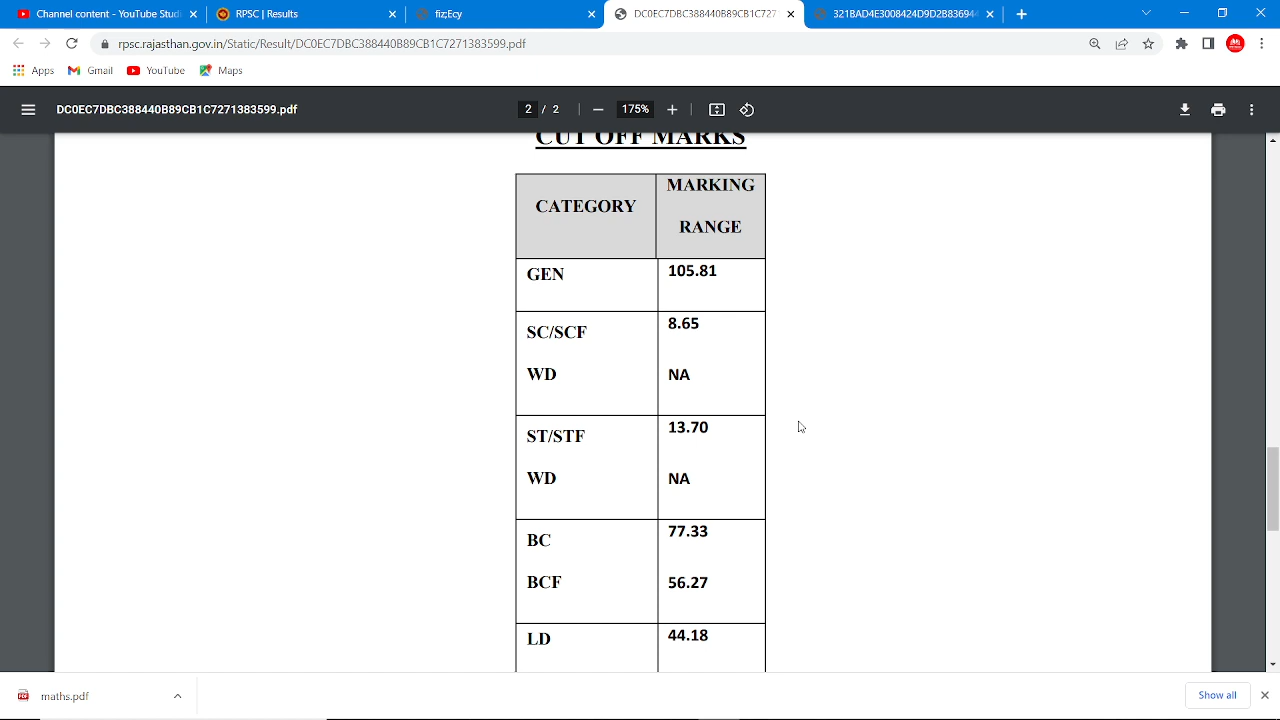 Channel content - YouTube Studi
RPSC | Results
fiz;Ecy
DC0EC7DBC388440B89CB1C727
321BAD4E3008424D9D2B83694
rpsc.rajasthan.gov.in/Static/Result/DC0EC7DBC388440B89CB1C7271383599.pdf
Apps
Gmail
YouTube
Maps
DC0EC7DBC388440B89CB1C7271383599.pdf
2 / 2
175%
CUT OFF MARKS
CATEGORY
MARKING
RANGE
GEN
105.81
SC/SCF
8.65
WD
NA
ST/STF
13.70
WD
NA
BC
77.33
BCF
56.27
LD
44.18
maths.pdf
Show all